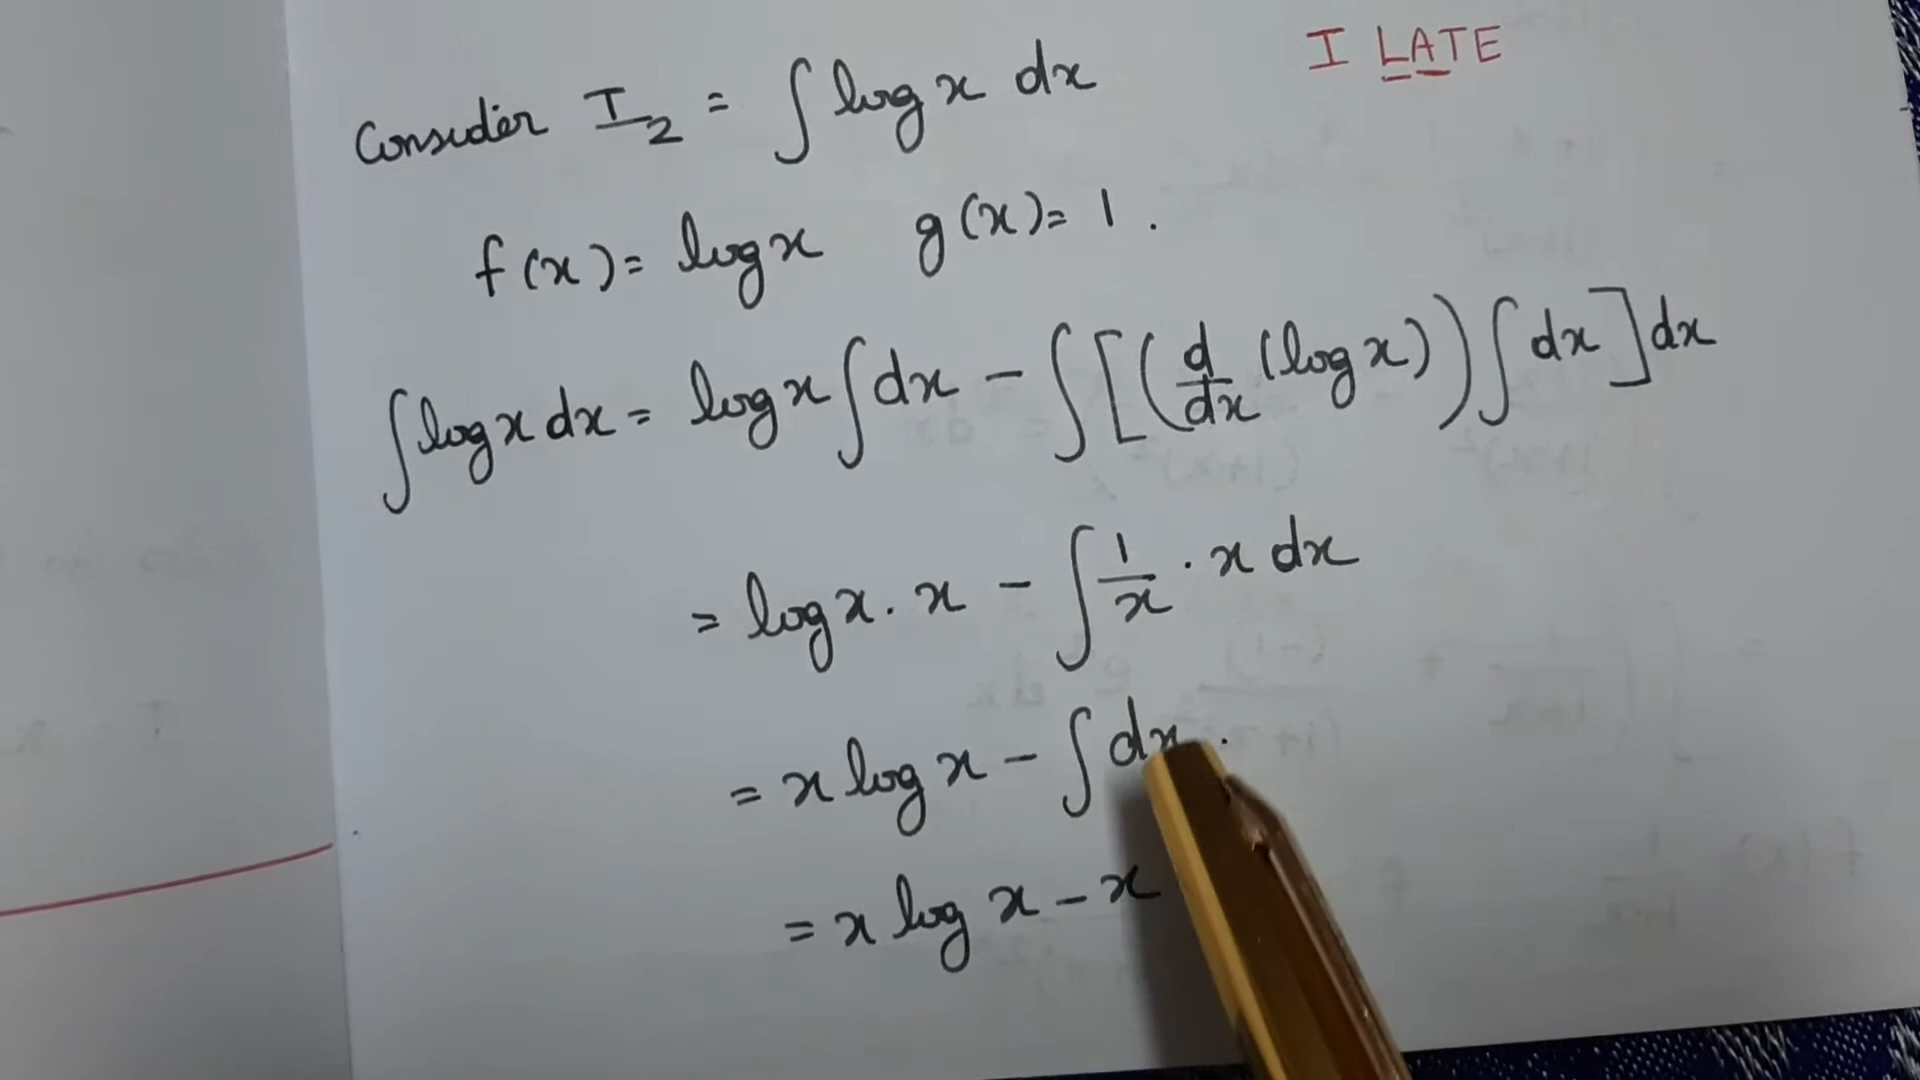 I LATE
Consider I₂ = ∫ log x dx
f(x) = log x g(x) = 1 .
∫ log x dx = log x ∫ dx − ∫ [ ( d/dx (log x) ) ∫ dx ] dx
= log x . x − ∫ 1/x . x dx
= x log x − ∫ dx .
= x log x − x